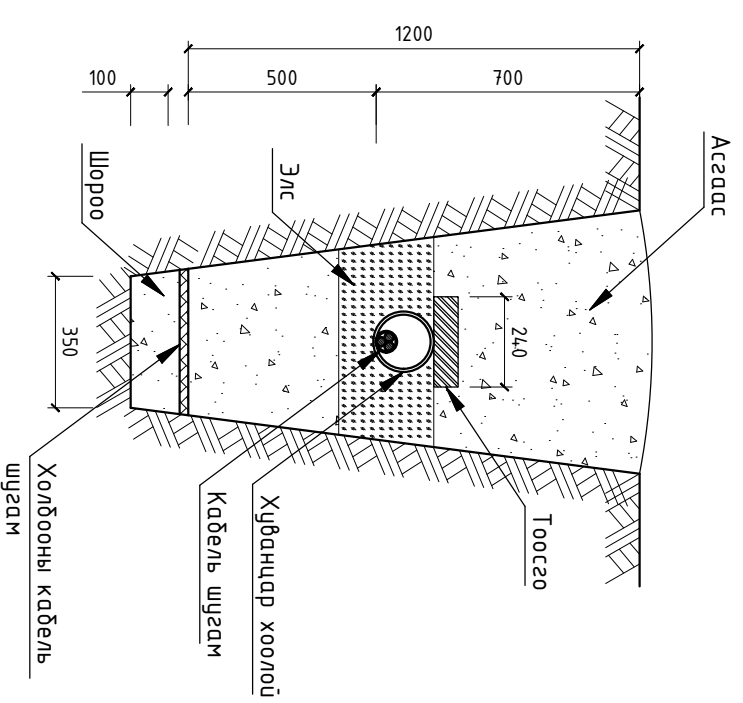 1200
100
500
700
Асгаас
Шороо
Элс
240
350
Тоосго
Хуванцар хоолой
Кабель шугам
Холбооны кабель
шугам